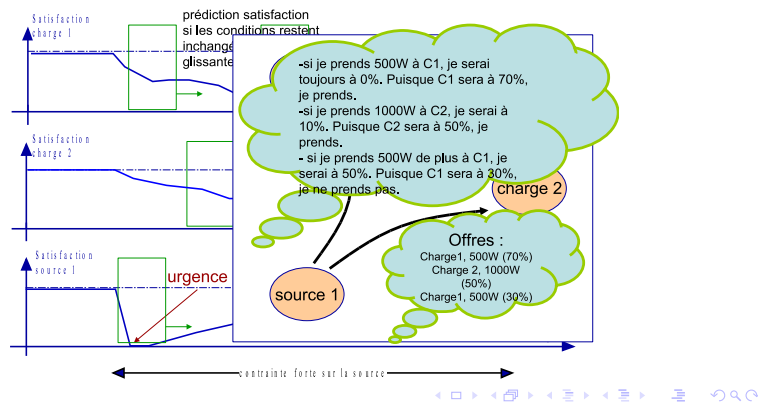 Satisfaction
charge 1
prédiction satisfaction
si les conditions restent
inchangé
glissante
-si je prends 500W à C1, je serai
toujours à 0%. Puisque C1 sera à 70%,
je prends.
-si je prends 1000W à C2, je serai à
10%. Puisque C2 sera à 50%, je
prends.
- si je prends 500W de plus à C1, je
serai à 50%. Puisque C1 sera à 30%,
je ne prends pas.
Satisfaction
charge 2
charge 2
Offres :
Charge1, 500W (70%)
Charge 2, 1000W
(50%)
Charge1, 500W (30%)
Satisfaction
source 1
urgence
source 1
contrainte forte sur la source